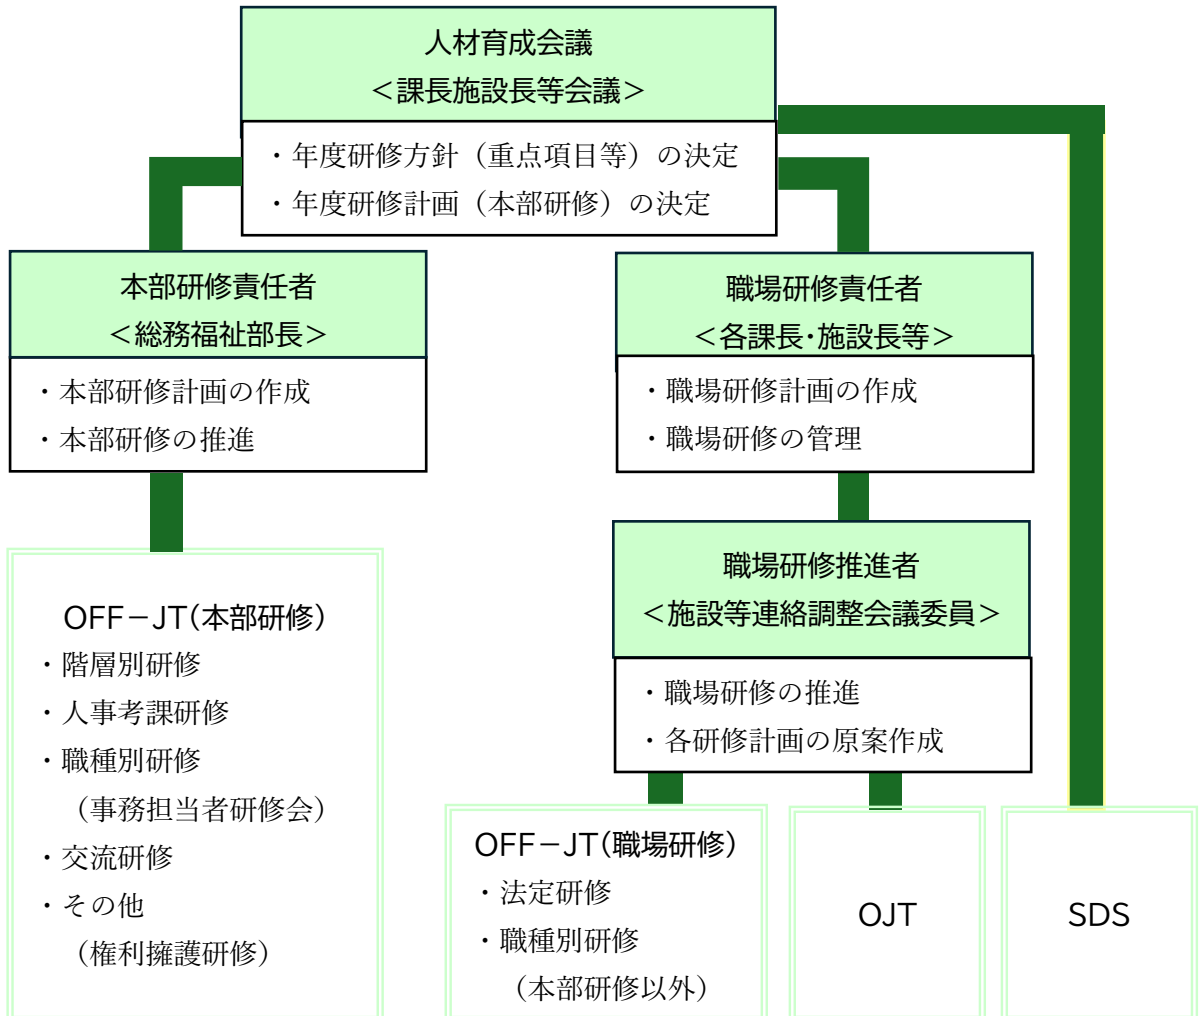 人材育成会議
＜課長施設長等会議＞
・年度研修方針（重点項目等）の決定
・年度研修計画（本部研修）の決定
本部研修責任者
＜総務福祉部長＞
・本部研修計画の作成
・本部研修の推進
職場研修責任者
＜各課長・施設長等＞
・職場研修計画の作成
・職場研修の管理
職場研修推進者
＜施設等連絡調整会議委員＞
・職場研修の推進
・各研修計画の原案作成
OFF－JT（本部研修）
・階層別研修
・人事考課研修
・職種別研修
（事務担当者研修会）
・交流研修
・その他
（権利擁護研修）
OFF－JT（職場研修）
・法定研修
・職種別研修
（本部研修以外）
OJT
SDS